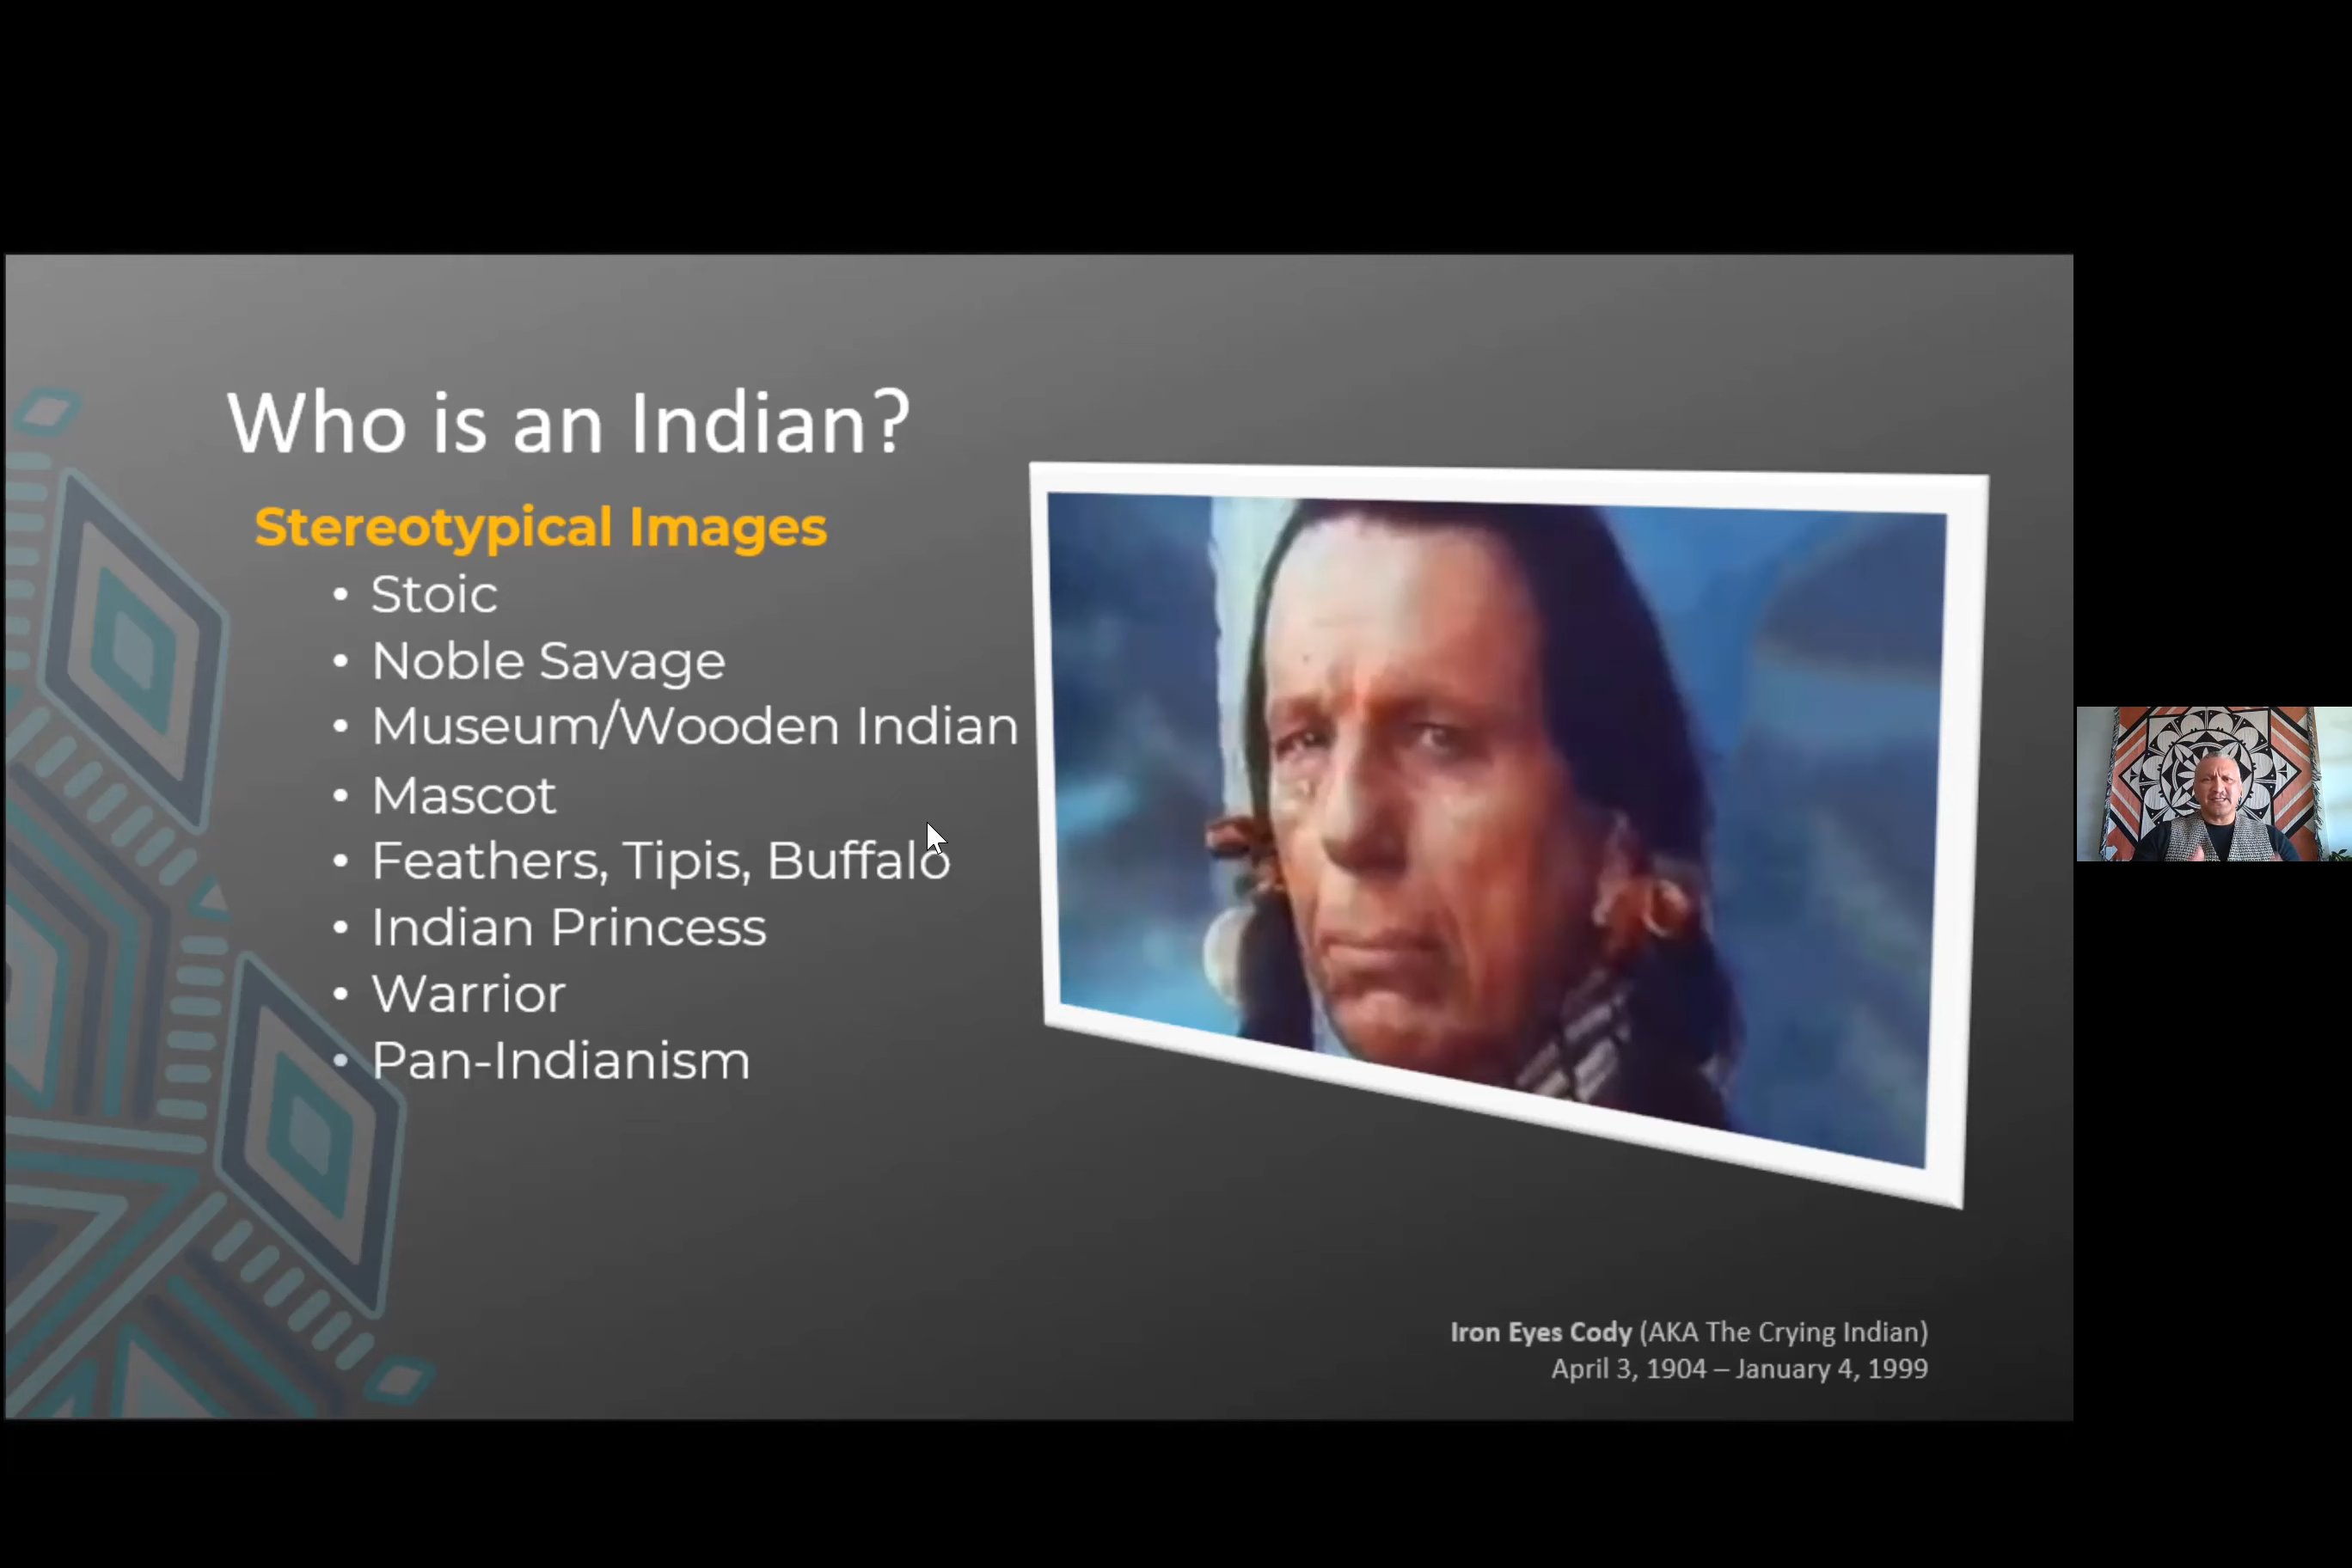 Who is an Indian?
Stereotypical Images
• Stoic
• Noble Savage
• Museum/Wooden Indian
• Mascot
• Feathers, Tipis, Buffalo
• Indian Princess
• Warrior
• Pan-Indianism
Iron Eyes Cody (AKA The Crying Indian)
April 3, 1904 – January 4, 1999